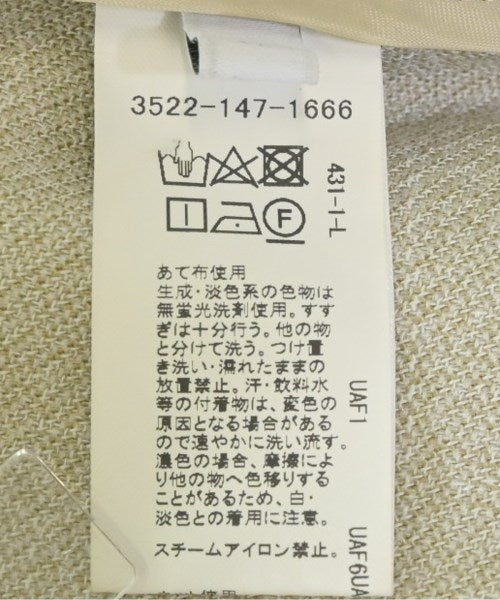 3522-147-1666
431-1-L
F
あて布使用
生成・淡色系の色物は
無蛍光洗剤使用。すす
ぎは十分行う。他の物
と分けて洗う。つけ置
き洗い・濡れたままの
放置禁止。汗・飲料水
等の付着物は、変色の
原因となる場合がある
ので速やかに洗い流す。
濃色の場合、摩擦によ
り他の物へ色移りする
ことがあるため、白・
淡色との着用に注意。
スチームアイロン禁止。
UAF1
UAF6UA